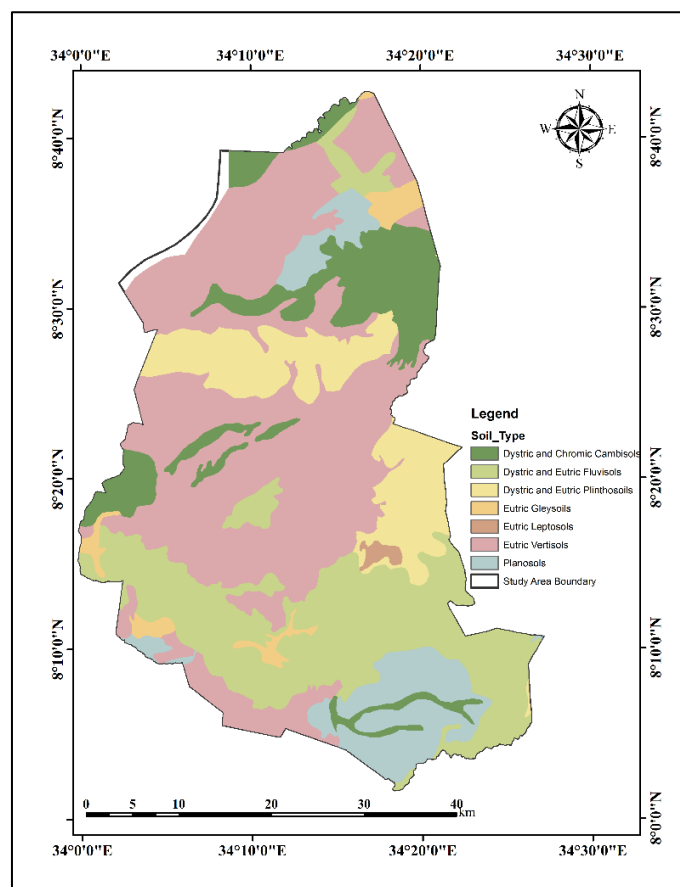 34°0'0"E 34°10'0"E 34°20'0"E 34°30'0"E
N
W E
S
8°40'0"N 8°40'0"N
8°30'0"N 8°30'0"N
Legend
Soil_Type
Dystric and Chromic Cambisols
Dystric and Eutric Fluvisols
Dystric and Eutric Plinthosoils
Eutric Gleysoils
Eutric Leptosols
Eutric Vertisols
Planosols
Study Area Boundary
8°20'0"N 8°20'0"N
8°10'0"N 8°10'0"N
8°0'0"N 8°0'0"N
0 5 10 20 30 40
km
34°0'0"E 34°10'0"E 34°20'0"E 34°30'0"E